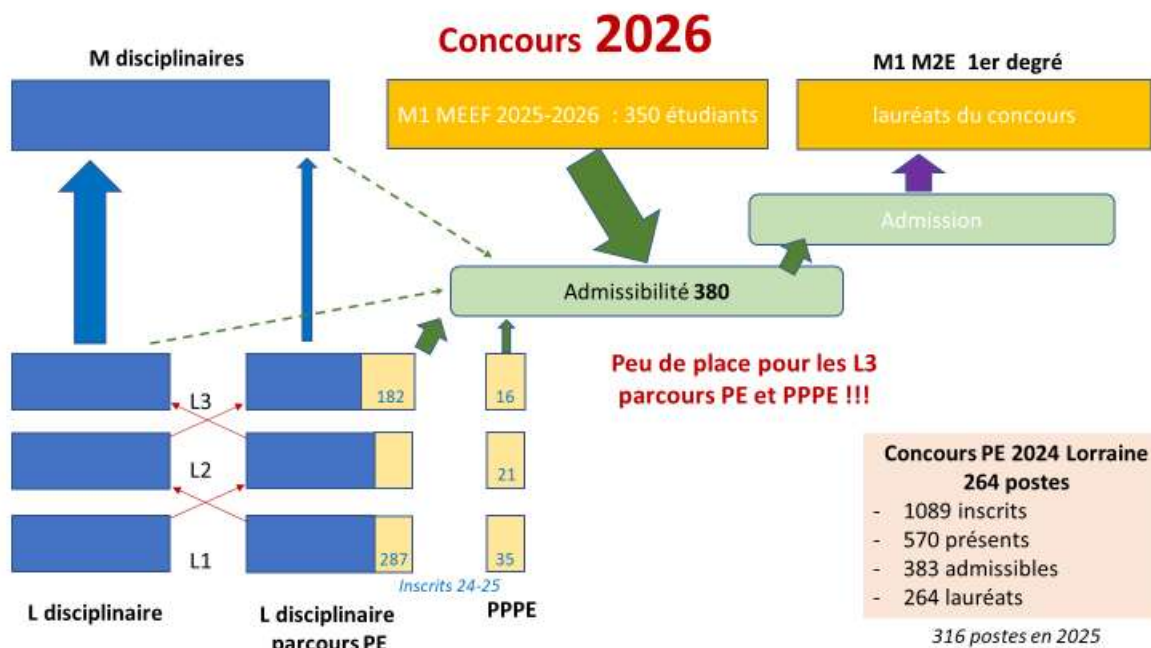 Concours 2026
M disciplinaires
M1 M2E 1er degré
M1 MEEF 2025-2026 : 350 étudiants
lauréats du concours
Admission
Admissibilité 380
Peu de place pour les L3
parcours PE et PPPE !!!
182
16
L3
21
L2
287
35
L1
Inscrits 24-25
L disciplinaire
L disciplinaire
parcours PE
PPPE
Concours PE 2024 Lorraine
264 postes
- 1089 inscrits
- 570 présents
- 383 admissibles
- 264 lauréats
316 postes en 2025